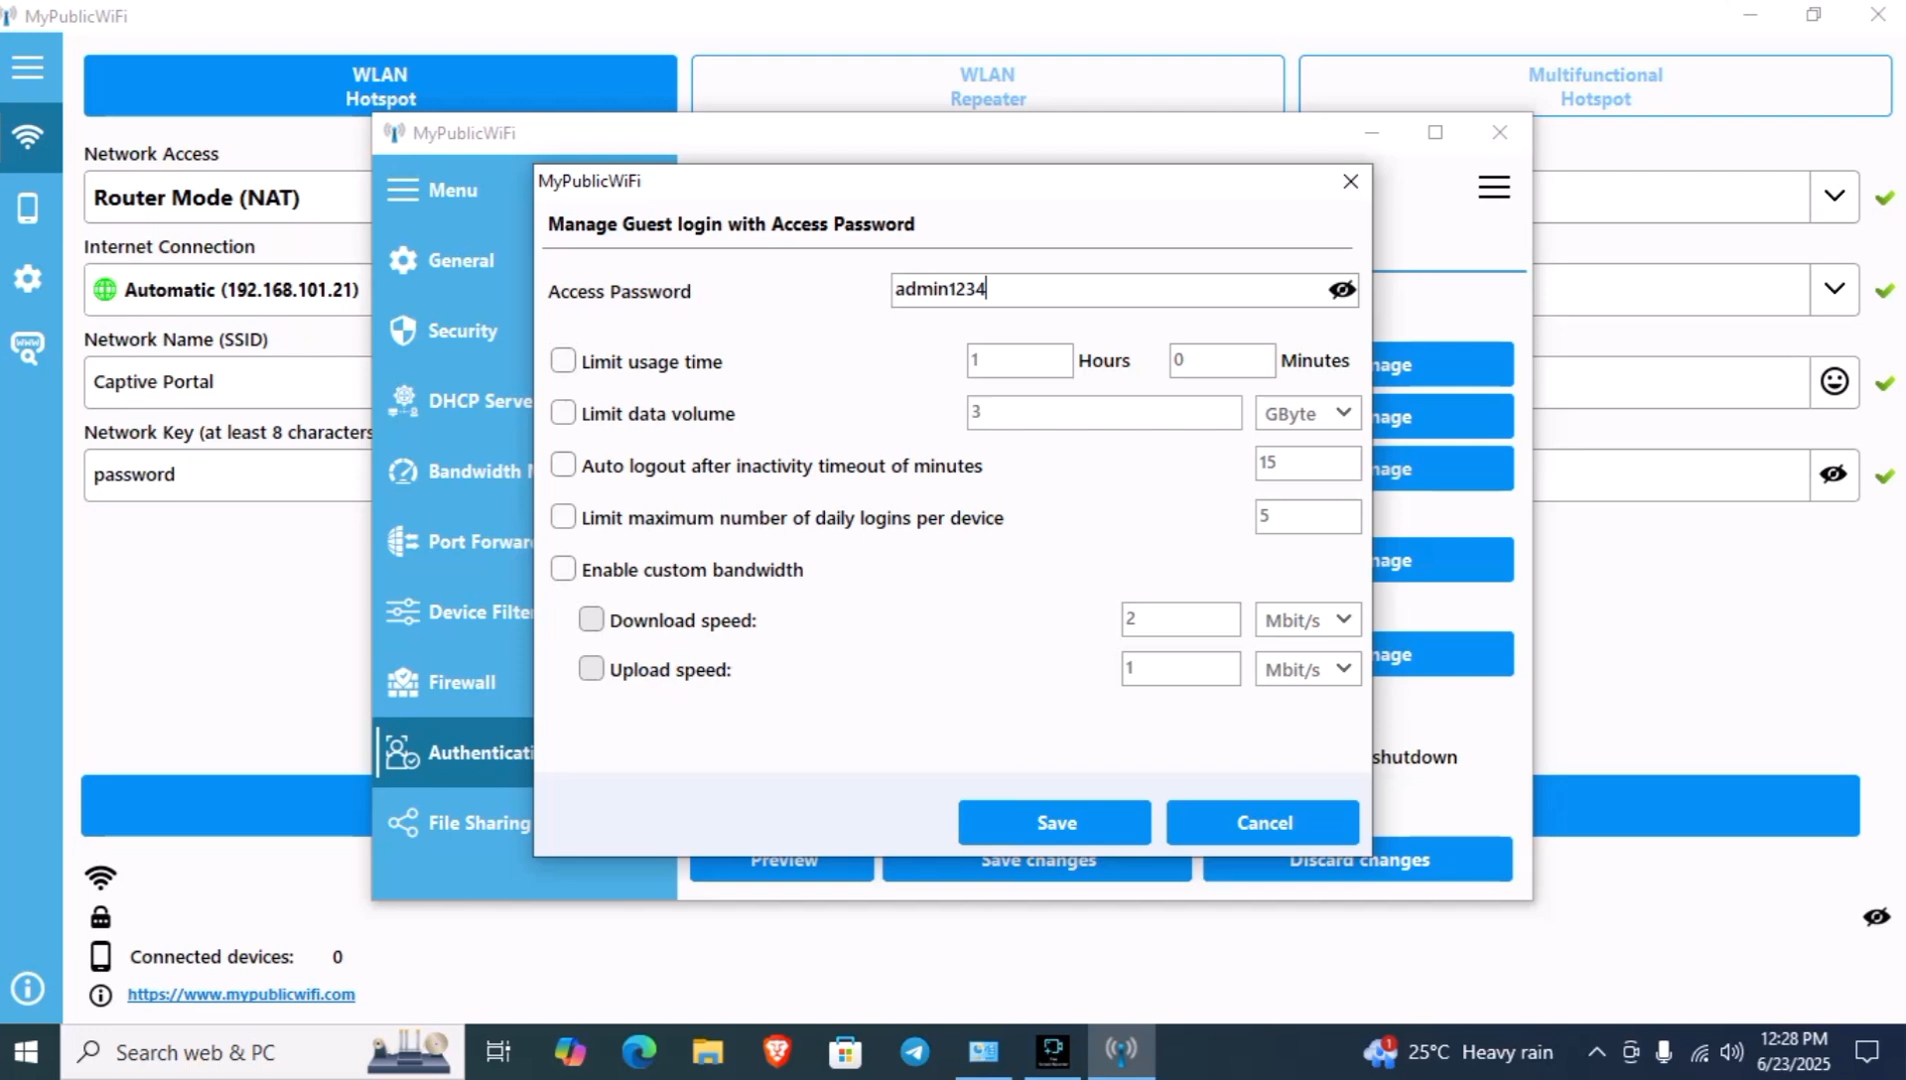 MyPublicWiFi
WLAN
Hotspot
WLAN
Repeater
Multifunctional
Hotspot
Network Access
Router Mode (NAT)
Internet Connection
Automatic (192.168.101.21)
Network Name (SSID)
Captive Portal
Network Key (at least 8 characters
password
MyPublicWiFi
Menu
General
Security
DHCP Serve
Bandwidth
Port Forwar
Device Filte
Firewall
Authenticati
File Sharing
MyPublicWiFi
Manage Guest login with Access Password
Access Password
admin1234
Limit usage time
1
Hours
0
Minutes
Limit data volume
3
GByte
Auto logout after inactivity timeout of minutes
15
Limit maximum number of daily logins per device
5
Enable custom bandwidth
Download speed:
2
Mbit/s
Upload speed:
1
Mbit/s
Save
Cancel
shutdown
Preview
Save changes
Discard changes
Connected devices: 0
https://www.mypublicwifi.com
Search web & PC
1
25°C Heavy rain
12:28 PM
6/23/2025